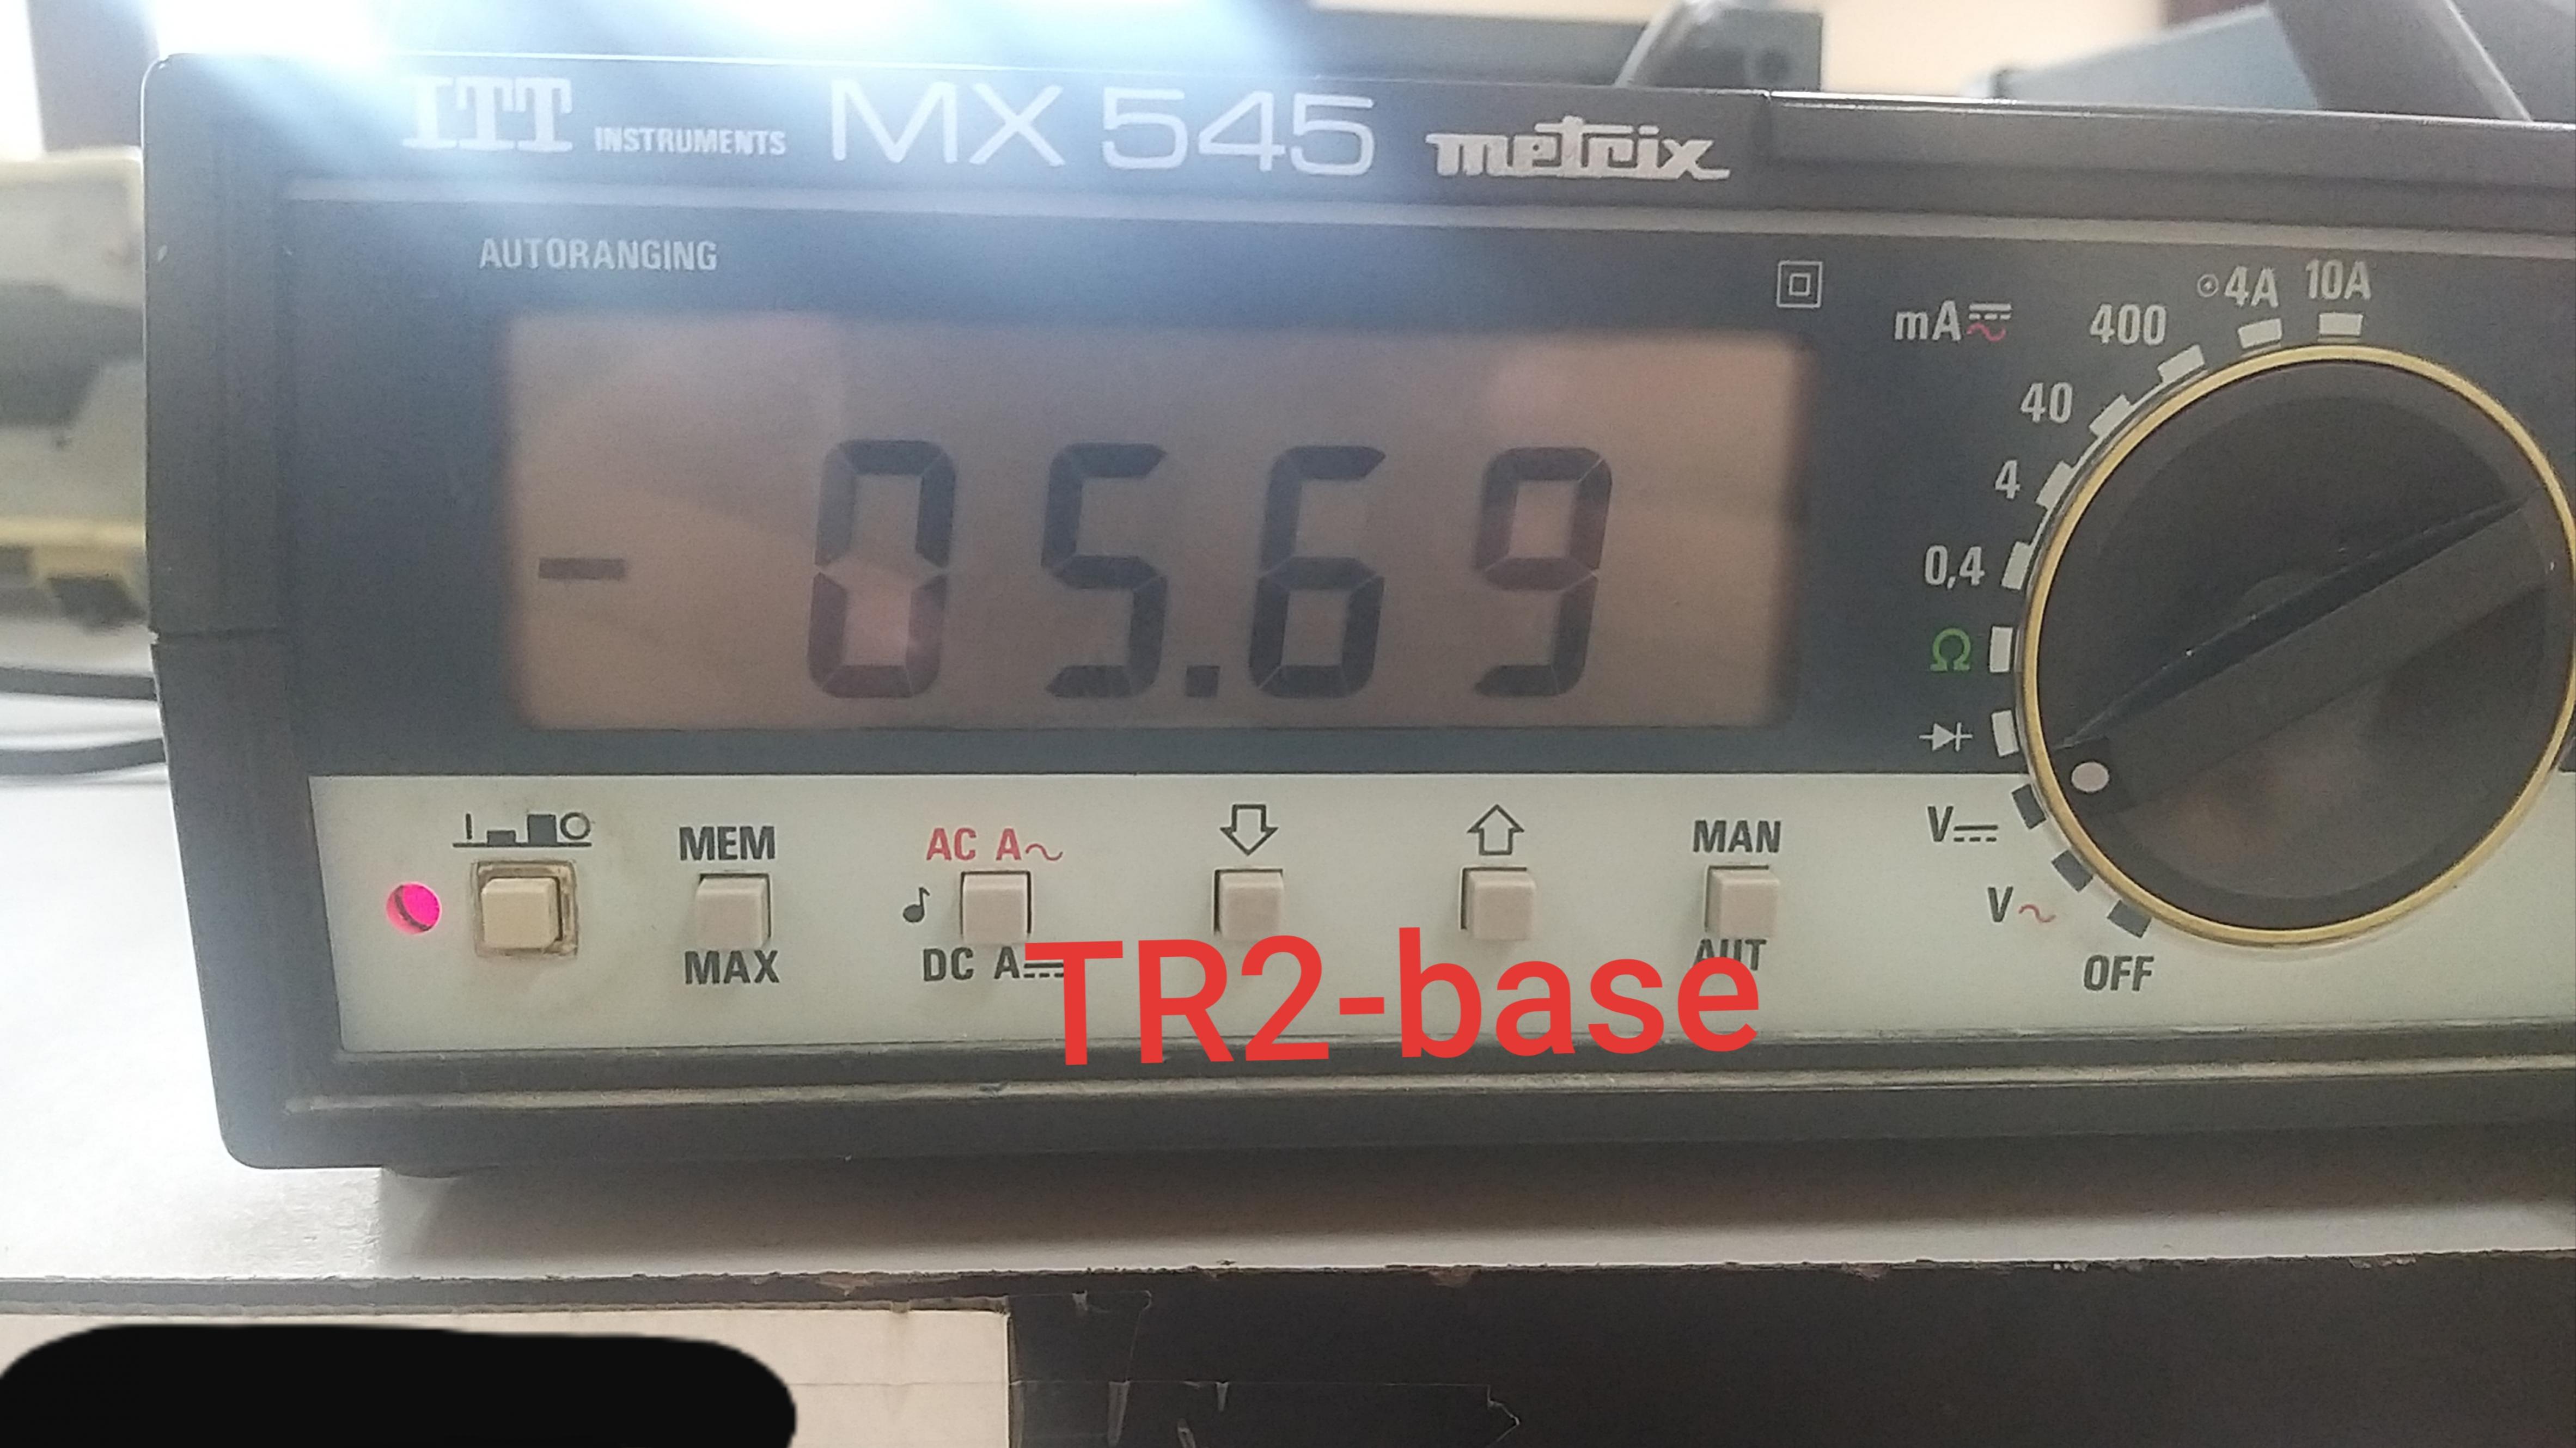 ITT INSTRUMENTS MX 545 metrix
AUTORANGING
mA 400 4A 10A
40
4
0,4
Ω
- 05.69
V
V~
OFF
MEM
MAX
AC A~
DC A
MAN
AUT
TR2-base